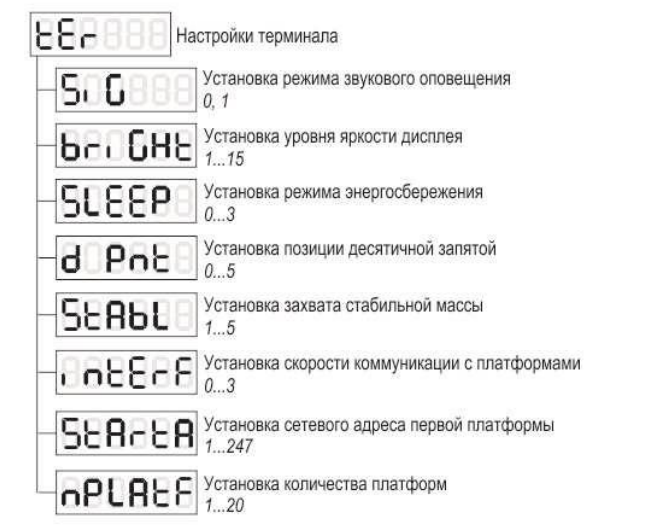 tEr Настройки терминала
Si G Установка режима звукового оповещения
0, 1
bri GHt Установка уровня яркости дисплея
1...15
SLEEP Установка режима энергосбережения
0...3
d Pnt Установка позиции десятичной запятой
0...5
StAbL Установка захвата стабильной массы
1...5
intErF Установка скорости коммуникации с платформами
0...3
StArtA Установка сетевого адреса первой платформы
1...247
nPLAtF Установка количества платформ
1...20